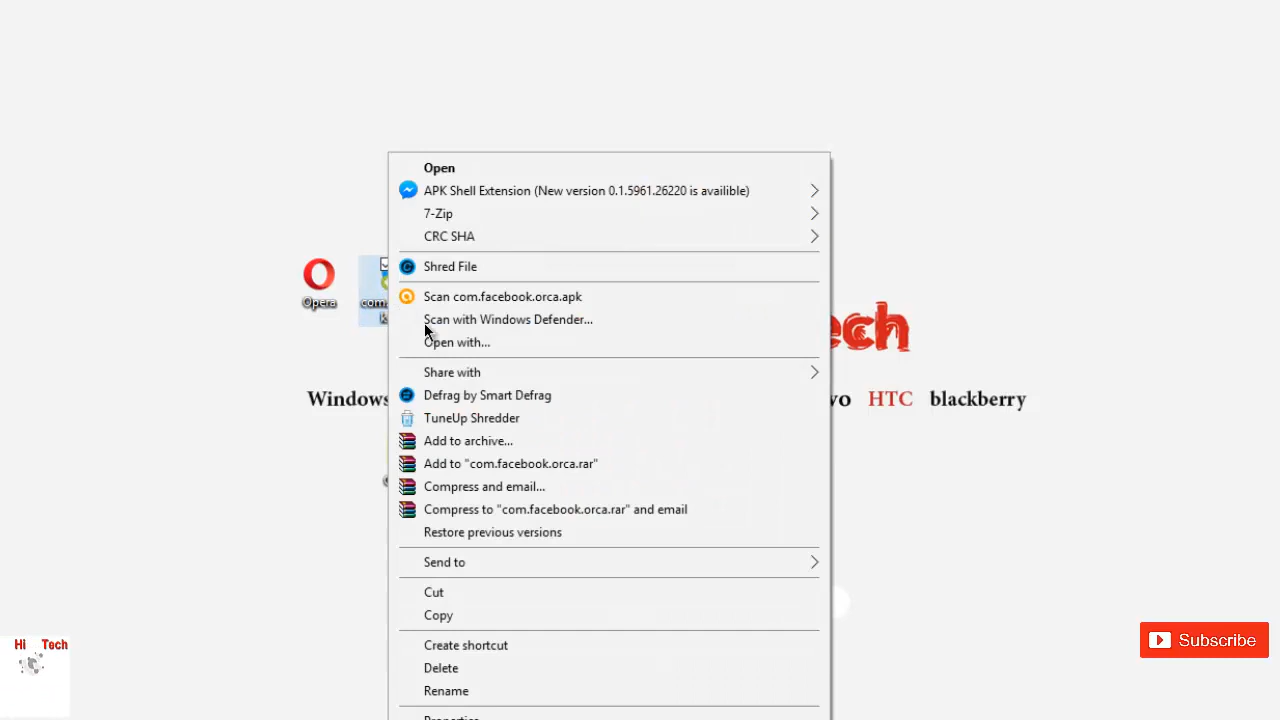 Open
APK Shell Extension (New version 0.1.5961.26220 is availible)
7-Zip
CRC SHA
Shred File
Scan com.facebook.orca.apk
Scan with Windows Defender...
Open with...
Share with
Defrag by Smart Defrag
TuneUp Shredder
Add to archive...
Add to "com.facebook.orca.rar"
Compress and email...
Compress to "com.facebook.orca.rar" and email
Restore previous versions
Send to
Cut
Copy
Create shortcut
Delete
Rename
Properties
Opera
com.
k
ech
Windows
vo HTC blackberry
Hi Tech
Subscribe